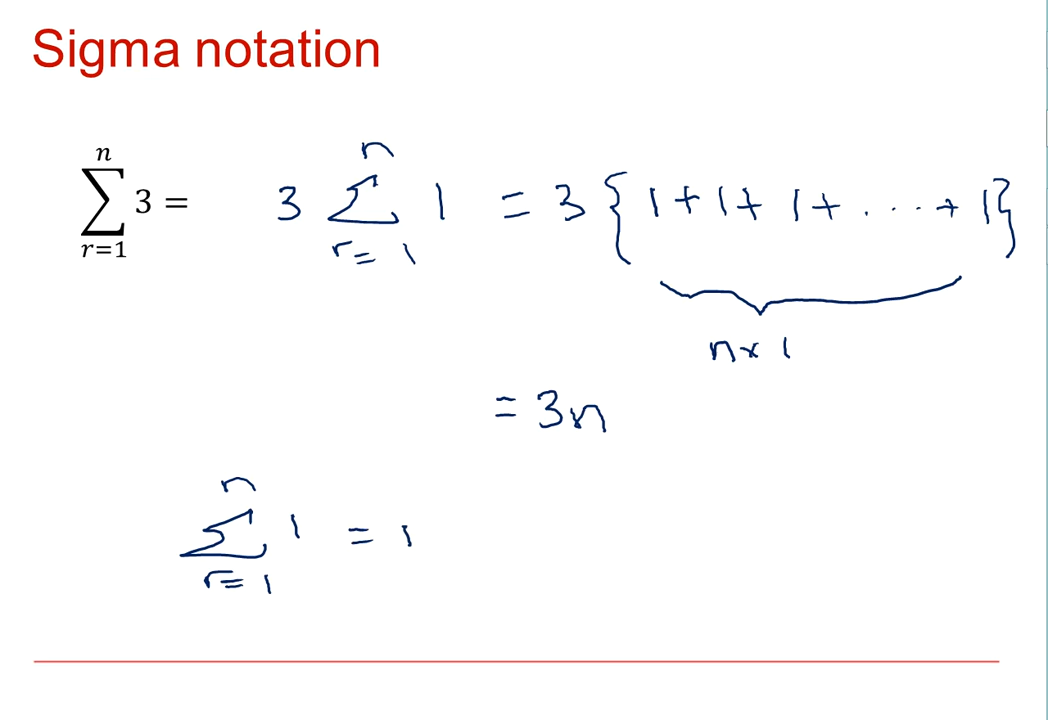 Sigma notation
n
∑ 3 = 3 ∑ 1 = 3 { 1 + 1 + 1 + . ... + 1 }
r=1
n
r = 1
n × 1
= 3n
n
∑ 1 = 1
r = 1